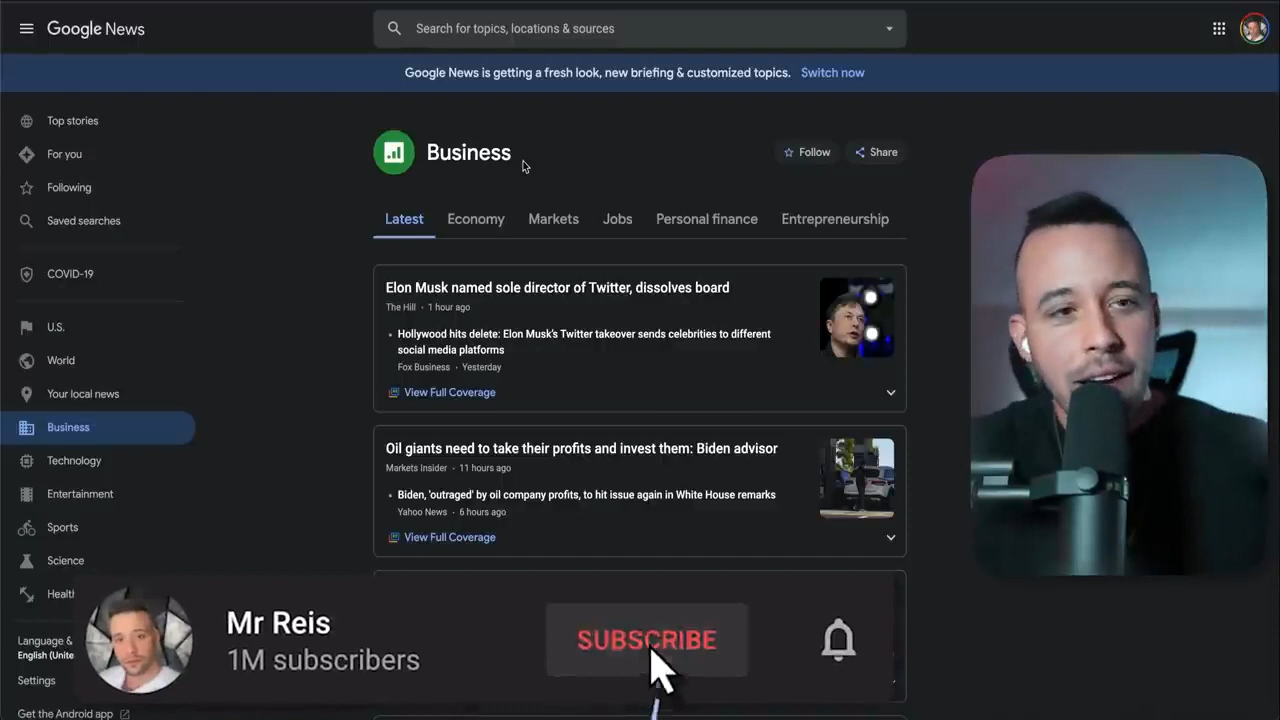 Google News
Search for topics, locations & sources
Google News is getting a fresh look, new briefing & customized topics. Switch now
Top stories
For you
Following
Saved searches
COVID-19
U.S.
World
Your local news
Business
Technology
Entertainment
Sports
Science
Healt
Language &
English (Unite
Settings
Get the Android app
Business
Follow
Share
Latest Economy Markets Jobs Personal finance Entrepreneurship
Elon Musk named sole director of Twitter, dissolves board
The Hill · 1 hour ago
• Hollywood hits delete: Elon Musk's Twitter takeover sends celebrities to different
social media platforms
Fox Business · Yesterday
View Full Coverage
Oil giants need to take their profits and invest them: Biden advisor
Markets Insider · 11 hours ago
• Biden, 'outraged' by oil company profits, to hit issue again in White House remarks
Yahoo News · 6 hours ago
View Full Coverage
Mr Reis
1M subscribers
SUBSCRIBE